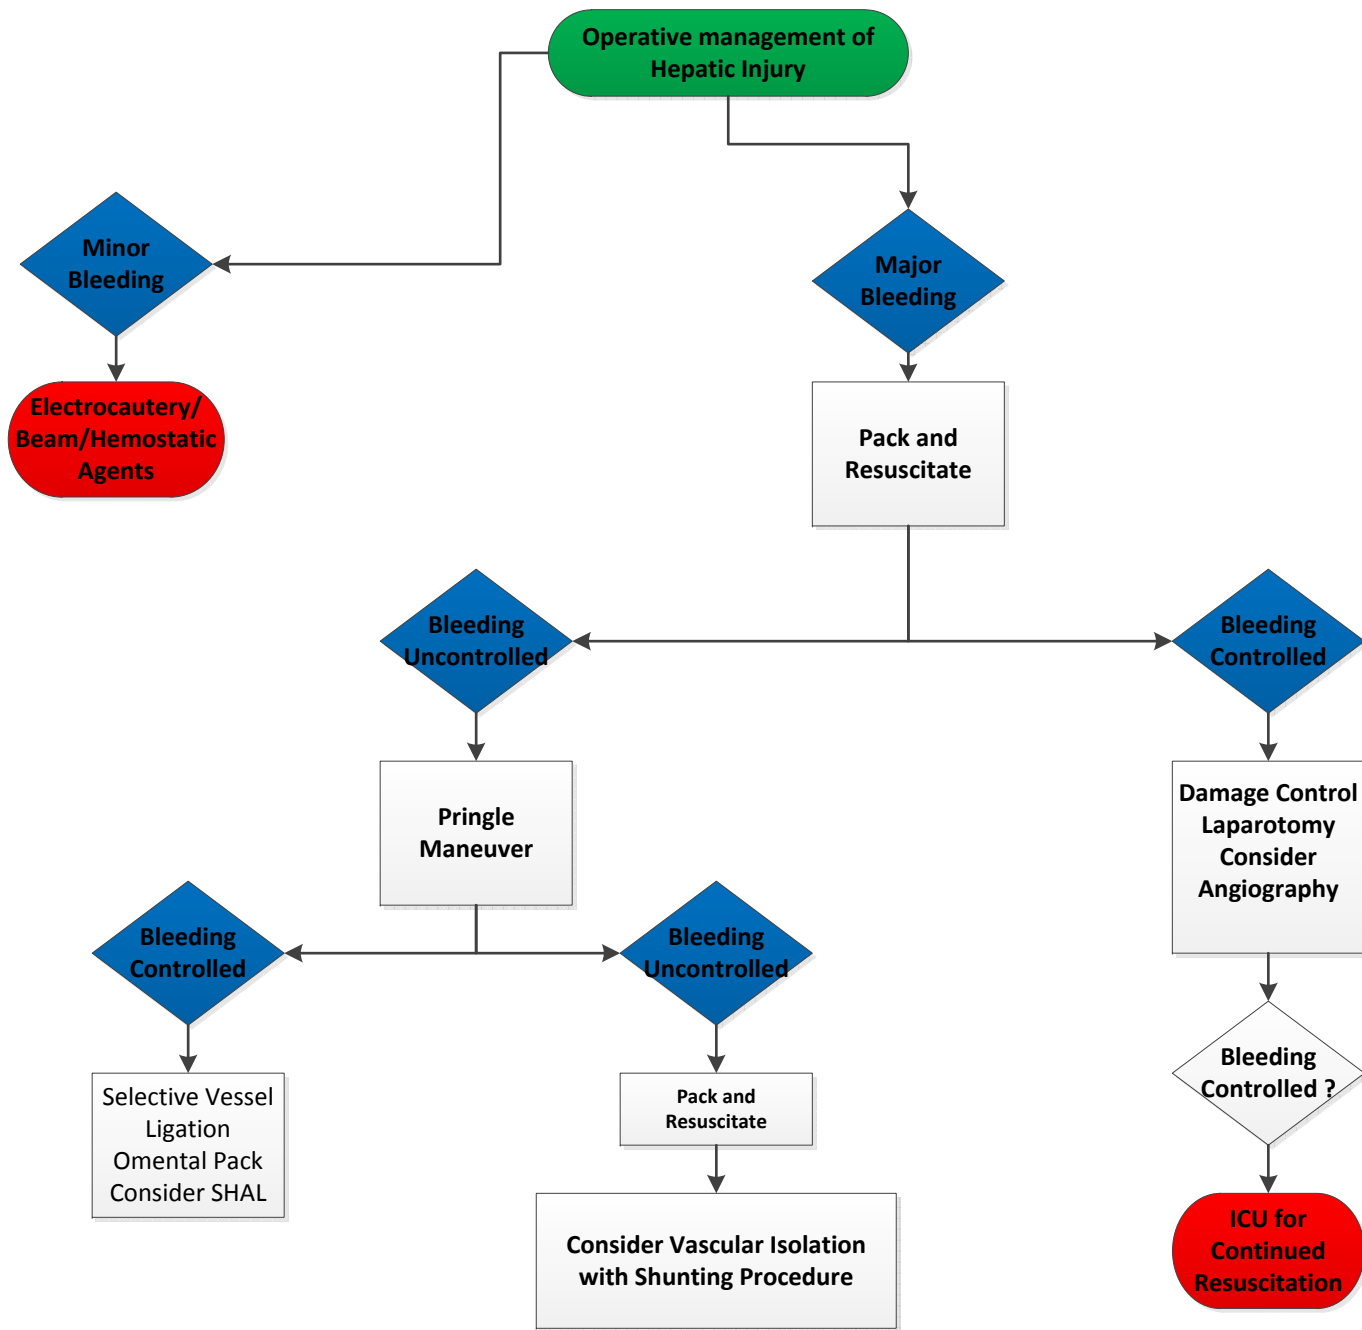 Operative management of
Hepatic Injury
Minor
Bleeding
Major
Bleeding
Electrocautery/
Beam/Hemostatic
Agents
Pack and
Resuscitate
Bleeding
Uncontrolled
Bleeding
Controlled
Pringle
Maneuver
Damage Control
Laparotomy
Consider
Angiography
Bleeding
Controlled
Bleeding
Uncontrolled
Selective Vessel
Ligation
Omental Pack
Consider SHAL
Pack and
Resuscitate
Bleeding
Controlled ?
Consider Vascular Isolation
with Shunting Procedure
ICU for
Continued
Resuscitation